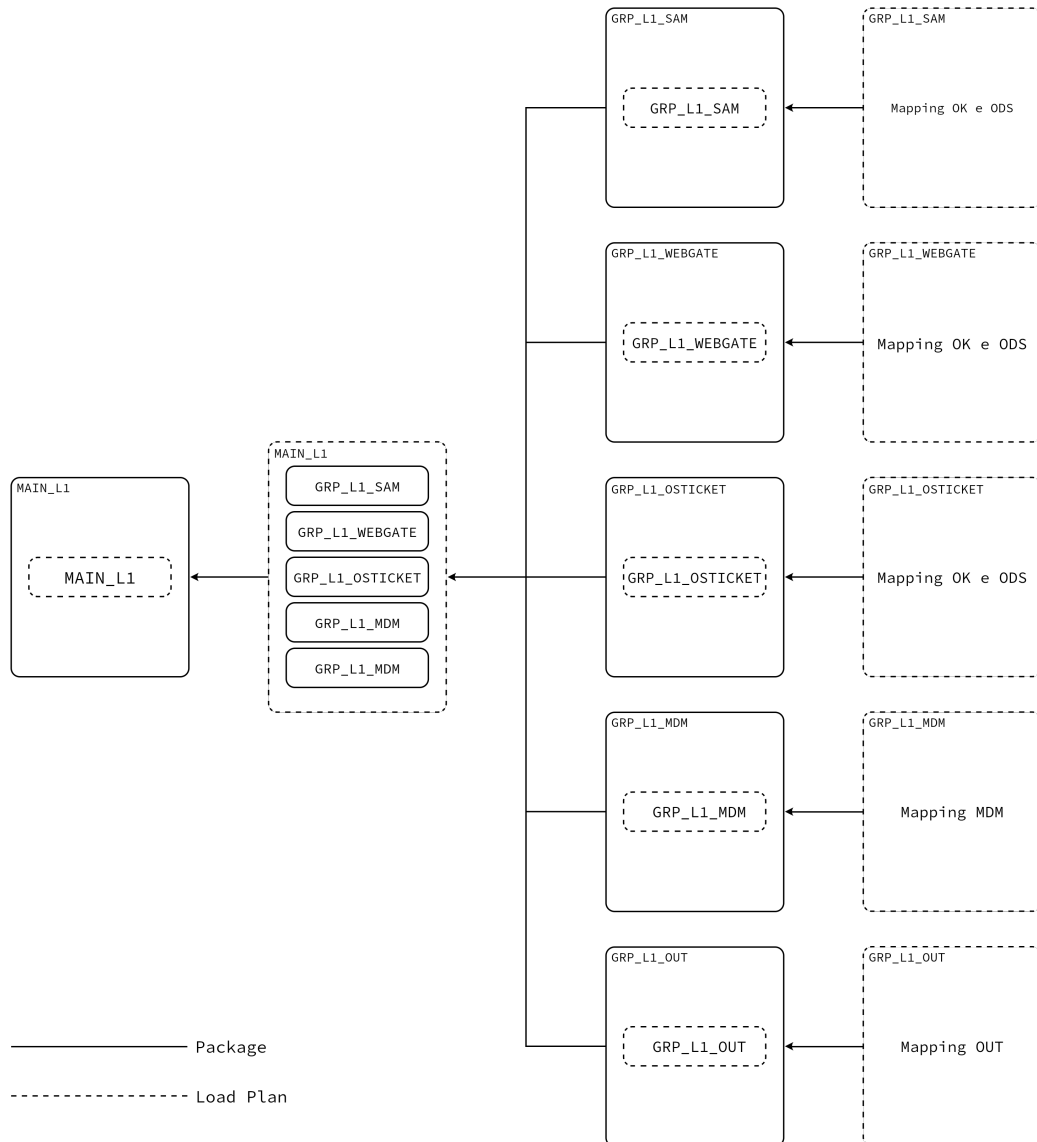 GRP_L1_SAM
GRP_L1_SAM
GRP_L1_SAM
Mapping OK e ODS
GRP_L1_WEBGATE
GRP_L1_WEBGATE
GRP_L1_WEBGATE
Mapping OK e ODS
MAIN_L1
MAIN_L1
MAIN_L1
GRP_L1_SAM
GRP_L1_WEBGATE
GRP_L1_OSTICKET
GRP_L1_MDM
GRP_L1_MDM
GRP_L1_OSTICKET
GRP_L1_OSTICKET
GRP_L1_OSTICKET
Mapping OK e ODS
GRP_L1_MDM
GRP_L1_MDM
GRP_L1_MDM
Mapping MDM
GRP_L1_OUT
GRP_L1_OUT
GRP_L1_OUT
Mapping OUT
Package
Load Plan